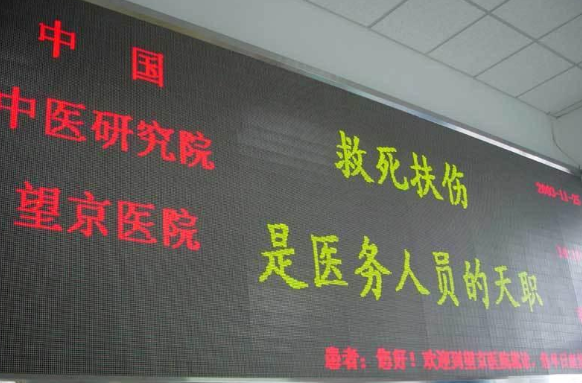 中国
中医研究院
望京医院
救死扶伤
是医务人员的天职
患者：您好！欢迎到望京医院就诊，